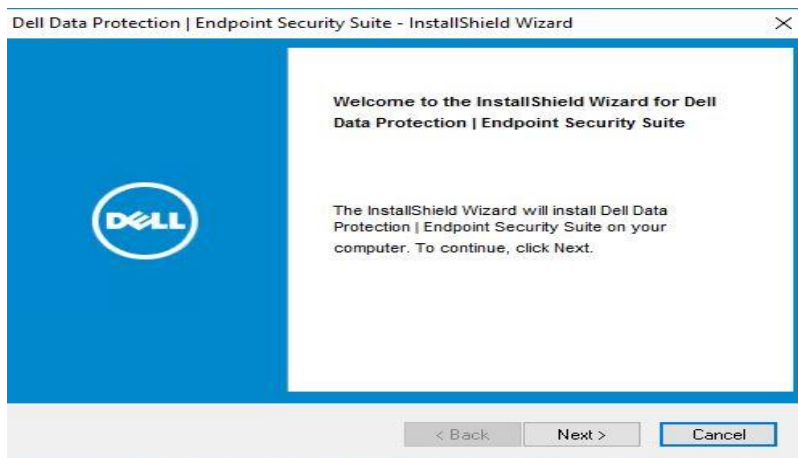 Dell Data Protection | Endpoint Security Suite - InstallShield Wizard
Welcome to the InstallShield Wizard for Dell
Data Protection | Endpoint Security Suite
DELL
The InstallShield Wizard will install Dell Data
Protection | Endpoint Security Suite on your
computer. To continue, click Next.
< Back Next > Cancel